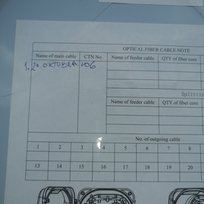 OPTICAL FIBER CABLE NOTE
Name of main cable CTN No Name of feeder cable QTY of fiber core
Name of feeder cable QTY of fiber core
No. of outgoing cable
1 2 3 4 5 6 7 8
13 14 15 16 17 18 19 20